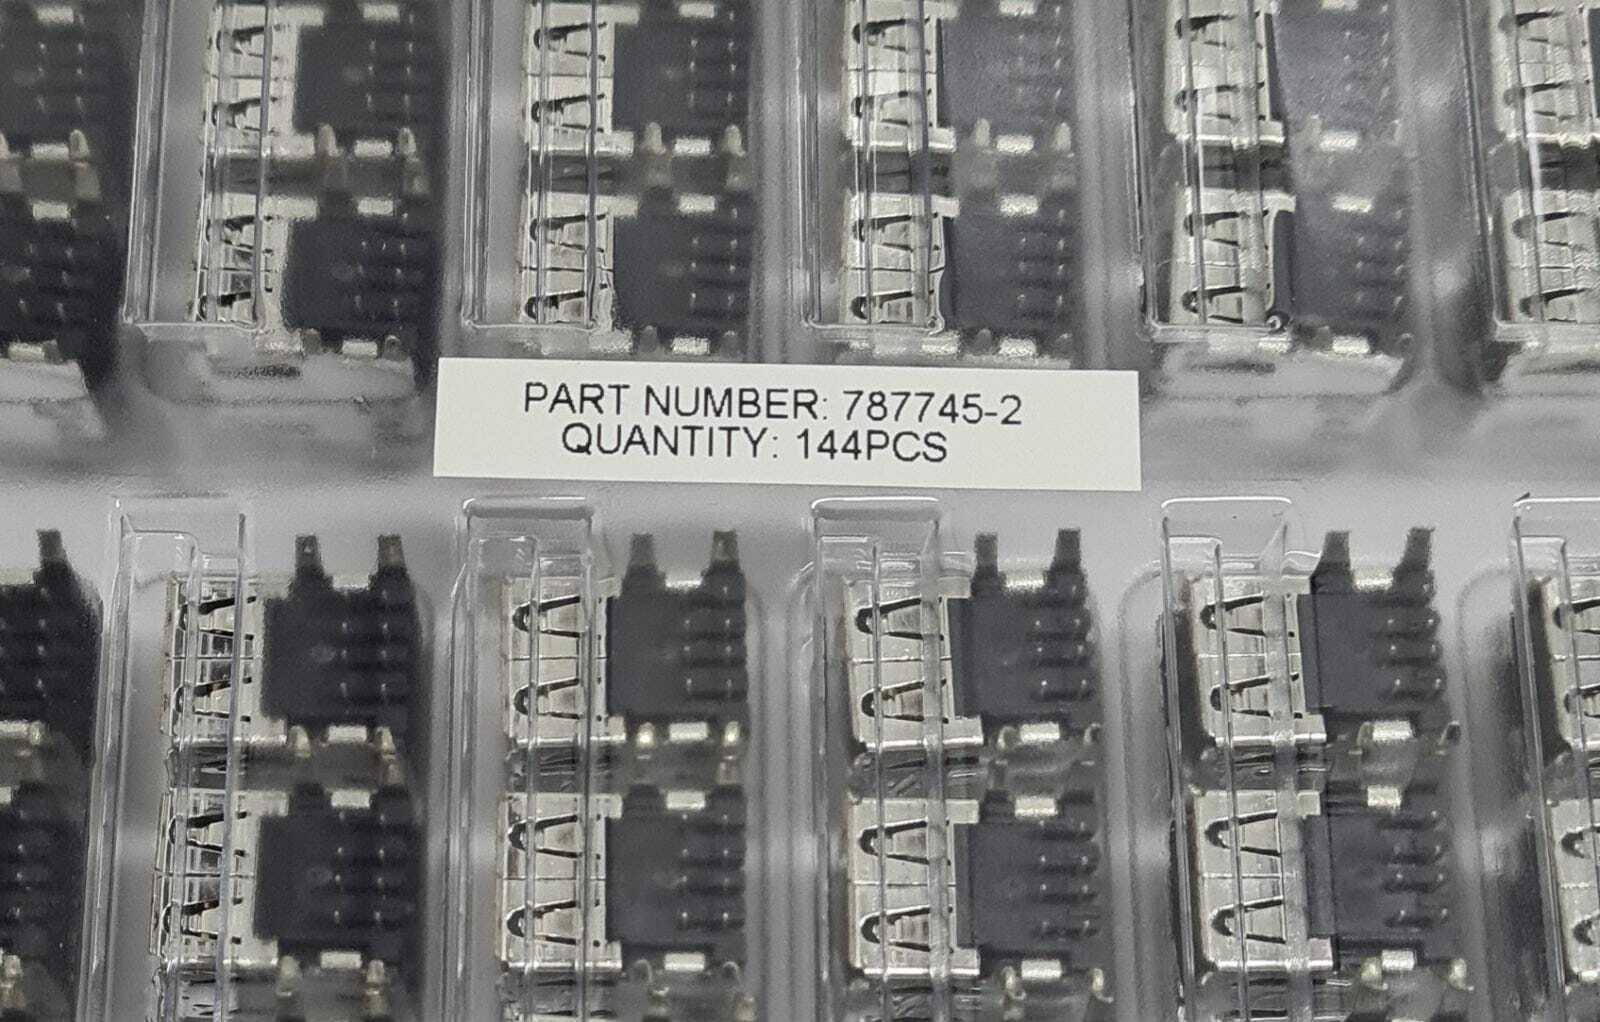 PART NUMBER: 787745-2
QUANTITY: 144PCS